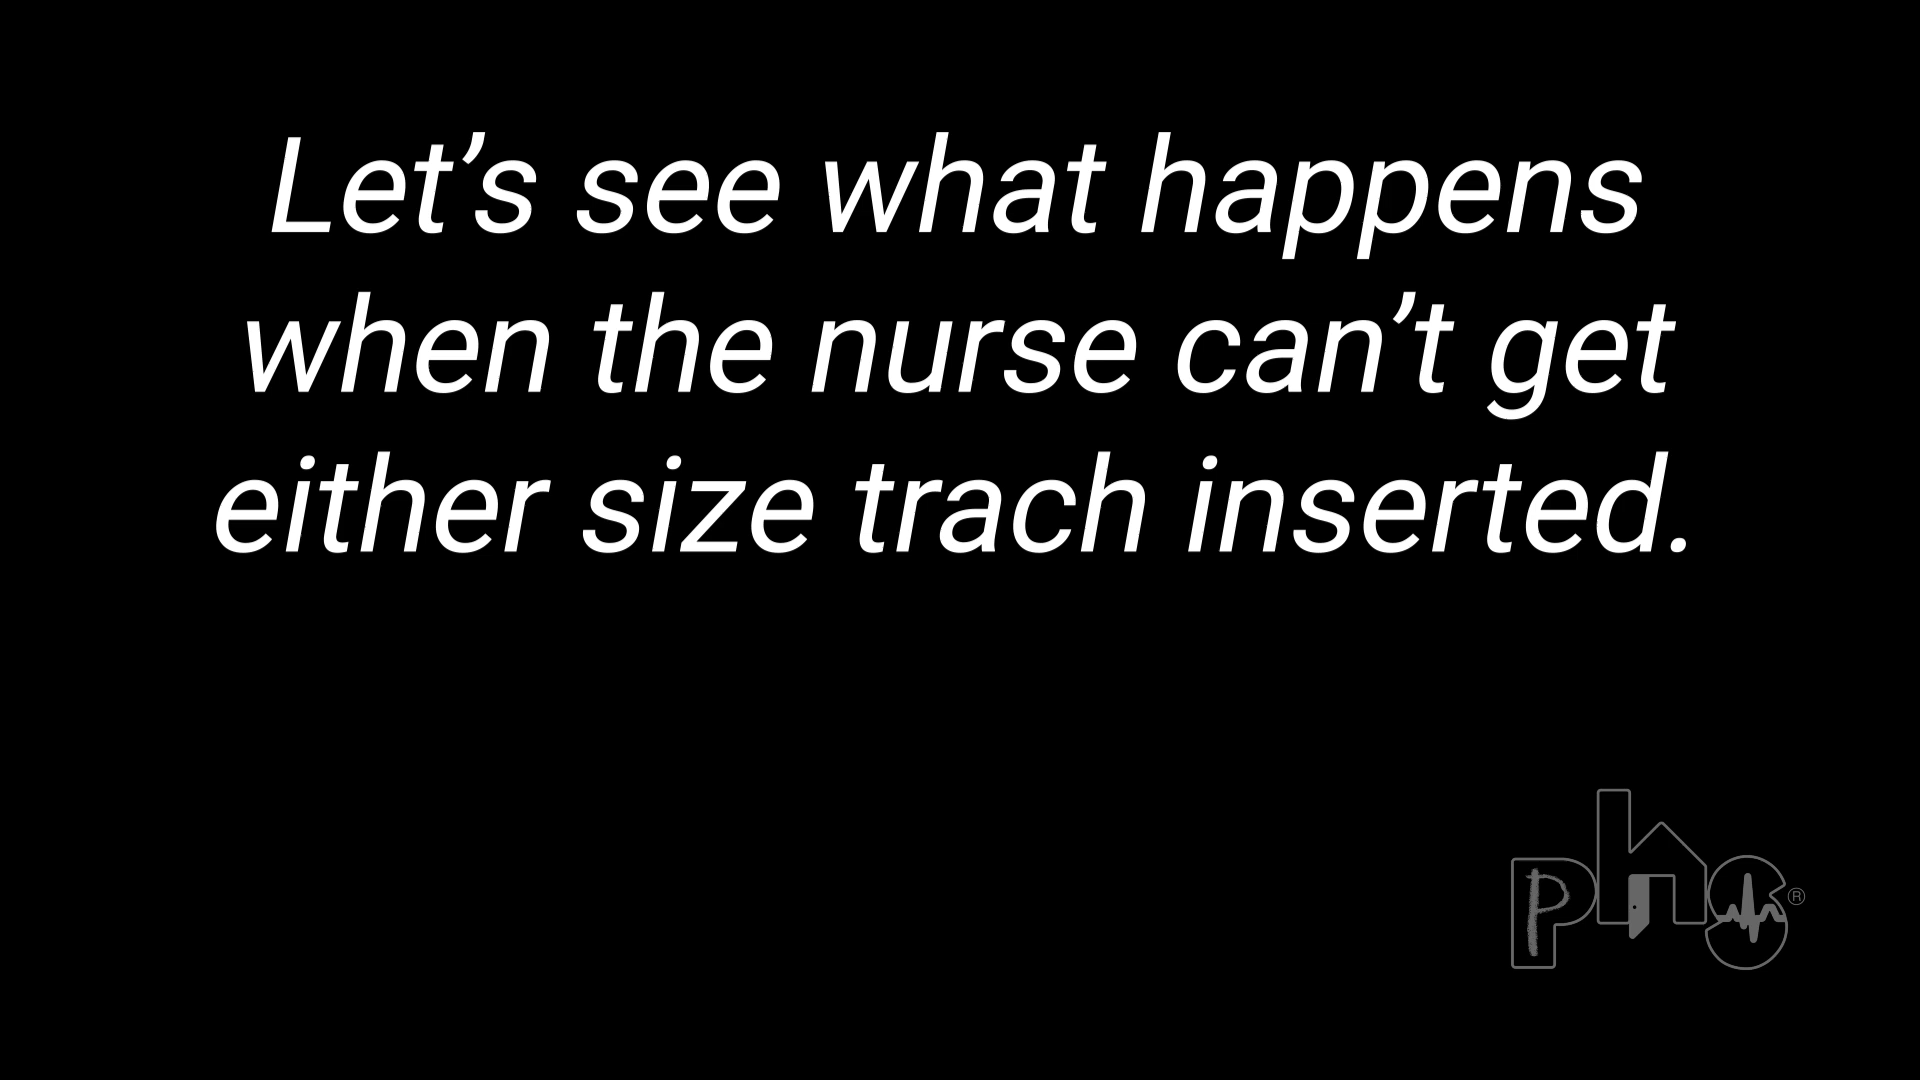 Let’s see what happens
when the nurse can’t get
either size trach inserted.
phs®